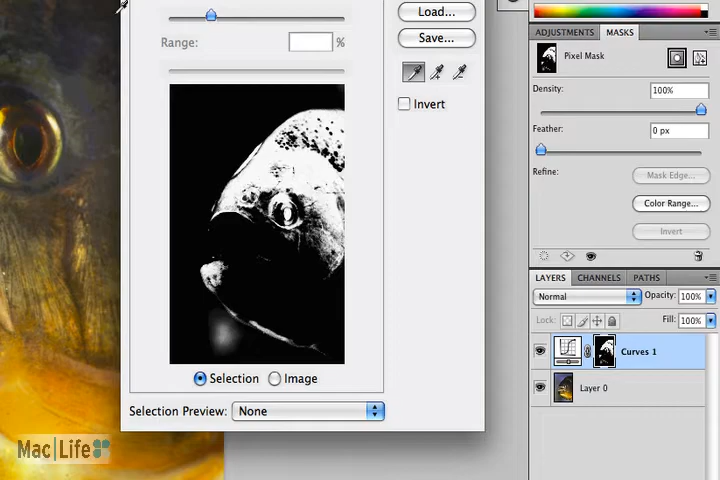 Load...
Save...
Range:
%
Invert
Selection
Image
Selection Preview:
None
Mac|Life
ADJUSTMENTS
MASKS
Pixel Mask
Density:
100%
Feather:
0 px
Refine:
Mask Edge...
Color Range...
Invert
LAYERS
CHANNELS
PATHS
Normal
Opacity:
100%
Lock:
Fill:
100%
Curves 1
Layer 0